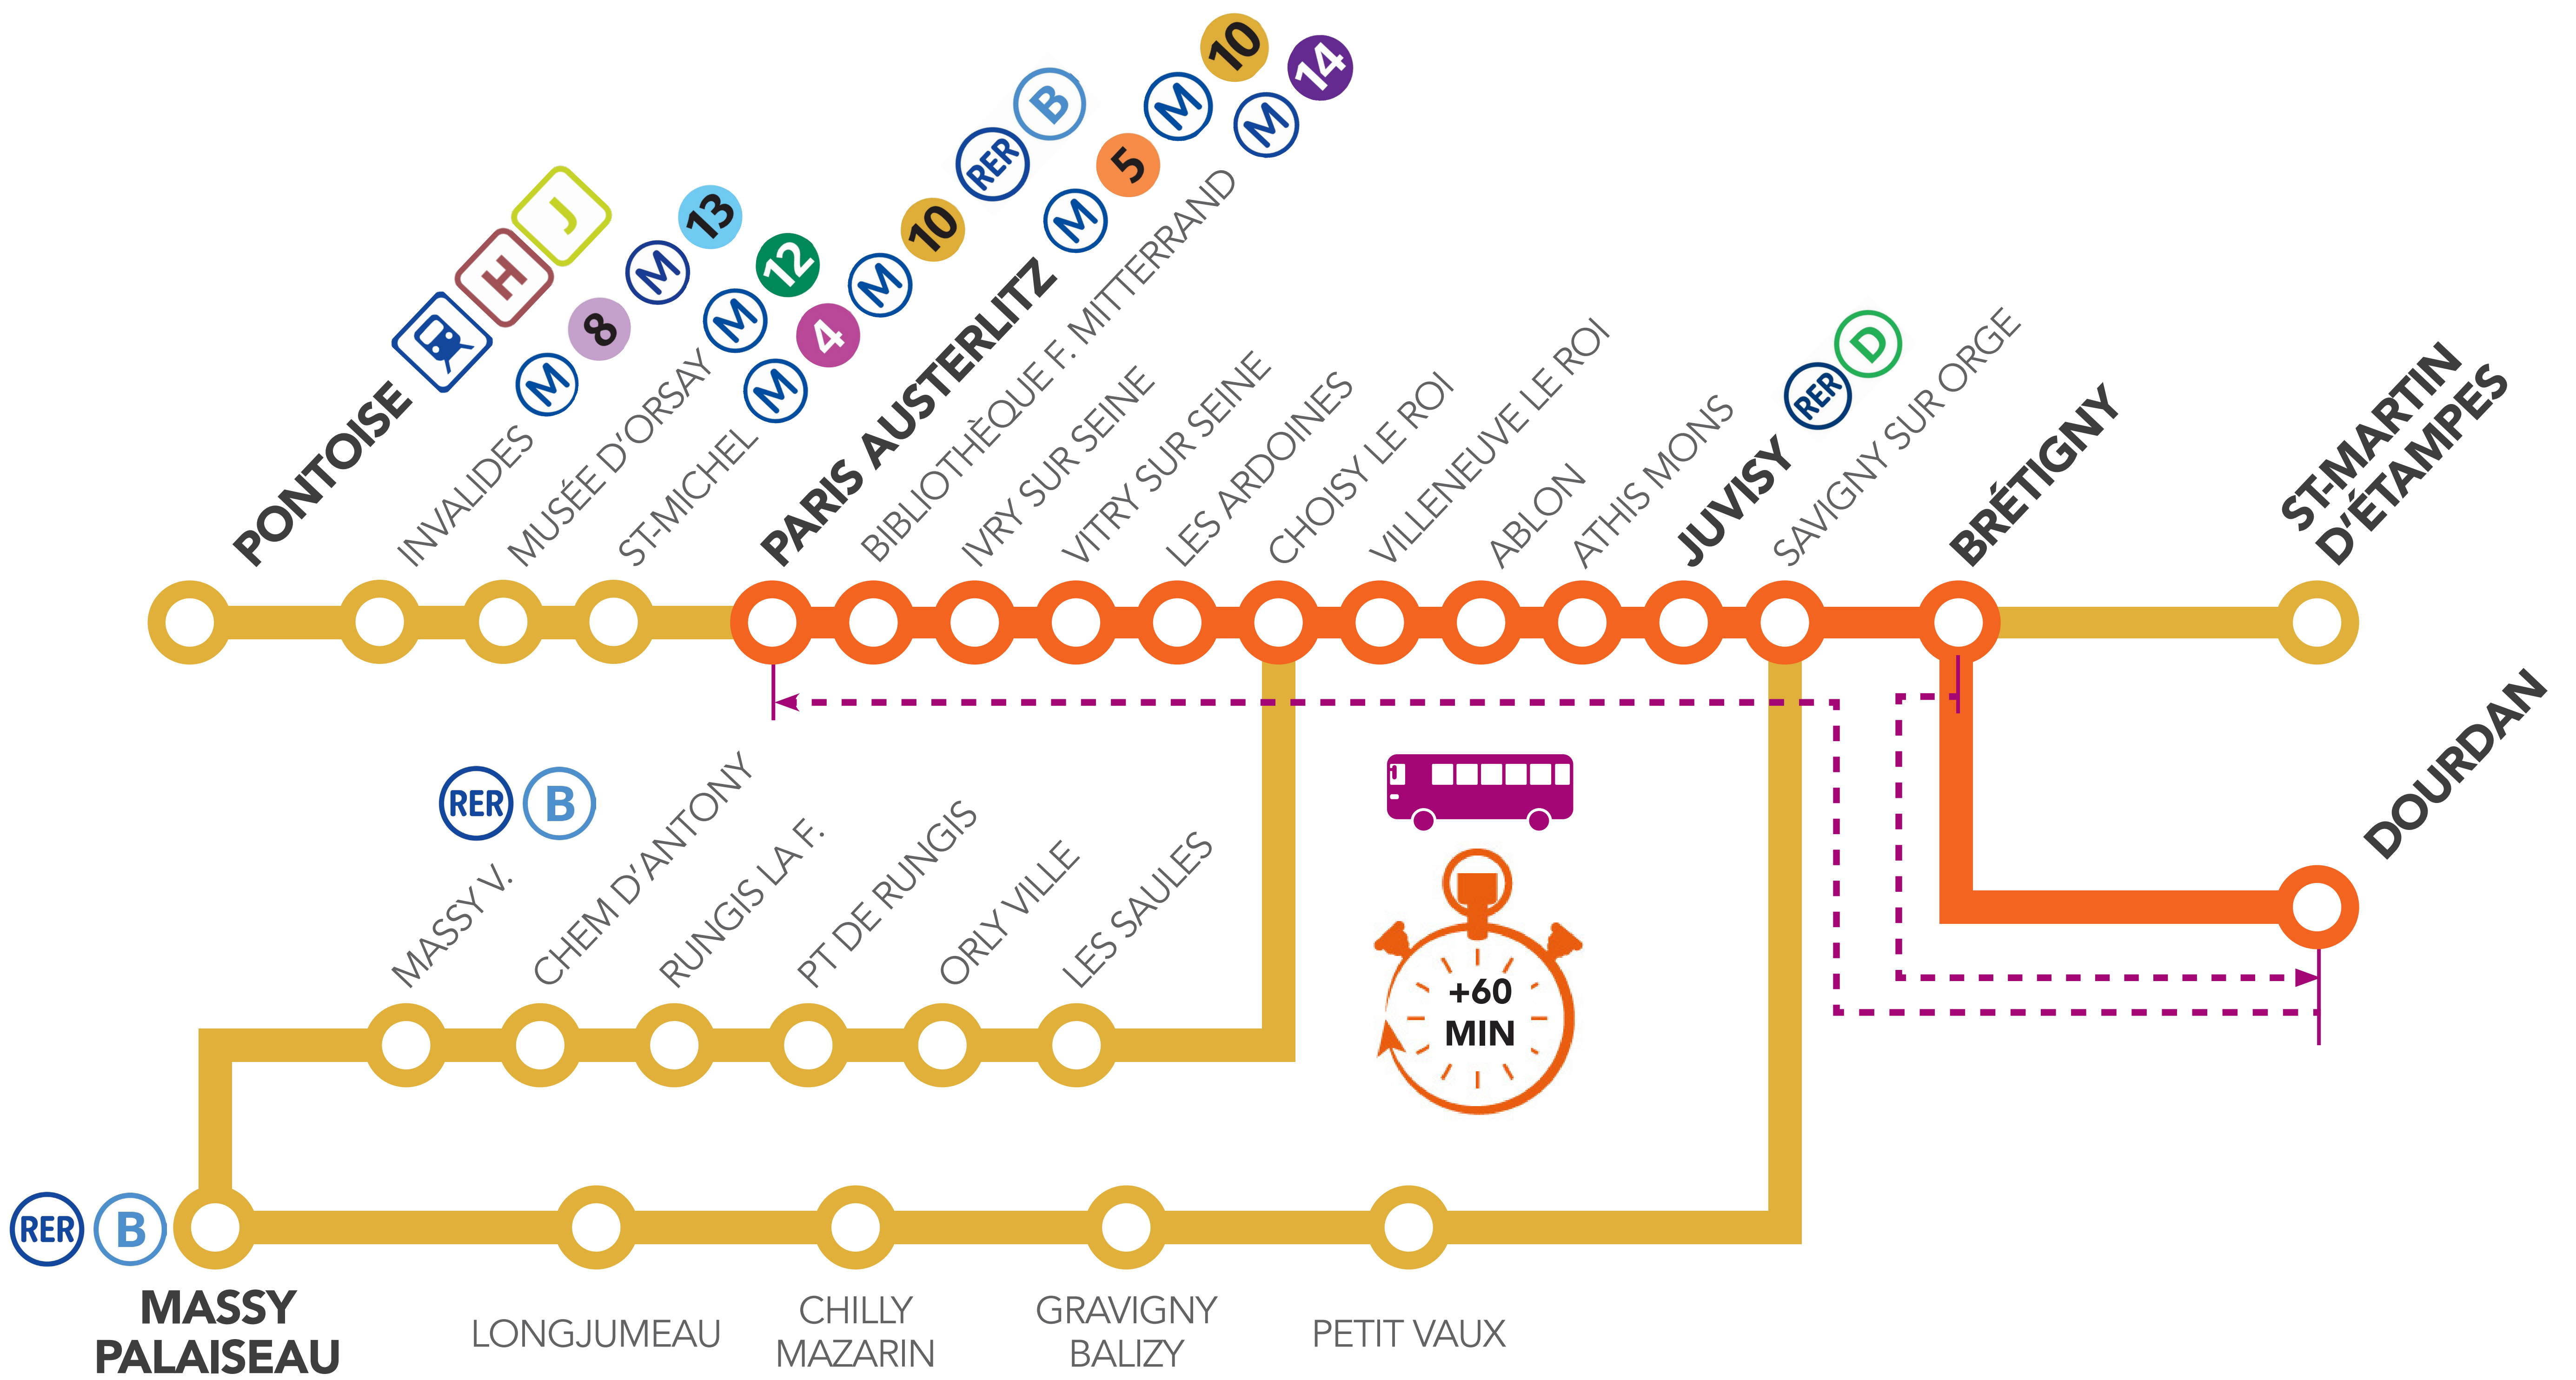 PONTOISE
H
J
INVALIDES
M
8
M
13
MUSÉE D'ORSAY
M
12
ST-MICHEL
M
4
M
10
RER
B
PARIS AUSTERLITZ
M
5
M
10
BIBLIOTHÈQUE F. MITTERRAND
M
14
IVRY SUR SEINE
VITRY SUR SEINE
LES ARDOINES
CHOISY LE ROI
VILLENEUVE LE ROI
ABLON
ATHIS MONS
JUVISY
RER
D
SAVIGNY SUR ORGE
BRÉTIGNY
ST-MARTIN
D'ÉTAMPES
DOURDAN
RER
B
MASSY V.
CHEM D'ANTONY
RUNGIS LA F.
PT DE RUNGIS
ORLY VILLE
LES SAULES
+60
MIN
RER
B
MASSY
PALAISEAU
LONGJUMEAU
CHILLY
MAZARIN
GRAVIGNY
BALIZY
PETIT VAUX